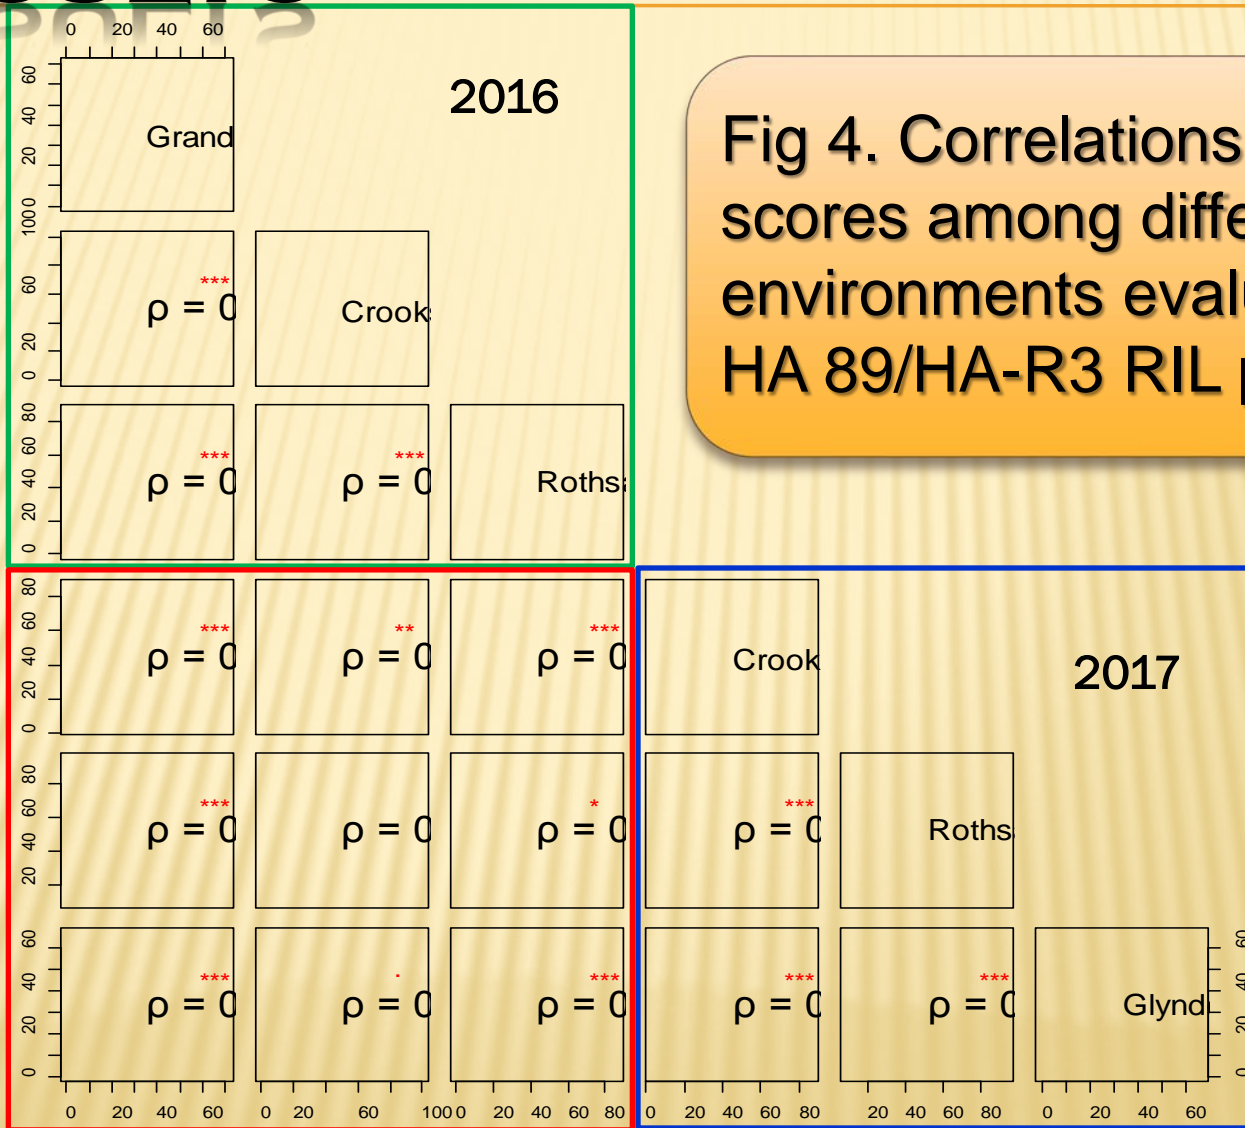 0 20 40 60
2016
0 20 40 60
Grand
Fig 4. Correlations
scores among diffe
environments evalu
HA 89/HA-R3 RIL p
0 20 60 100
***
ρ = 0
Crooks
0 20 40 60 80
*** ***
ρ = 0 ρ = 0 Rothsa
0 20 40 60 80
*** ** ***
ρ = 0 ρ = 0 ρ = 0 Crook
2017
20 40 60 80
*** * ***
ρ = 0 ρ = 0 ρ = 0 ρ = 0 Roths
0 20 40 60
*** . *** *** ***
ρ = 0 ρ = 0 ρ = 0 ρ = 0 ρ = 0 Glynd
0 20 40 60
0 20 40 60 0 20 60 100 0 20 40 60 80 0 20 40 60 80 20 40 60 80 0 20 40 60